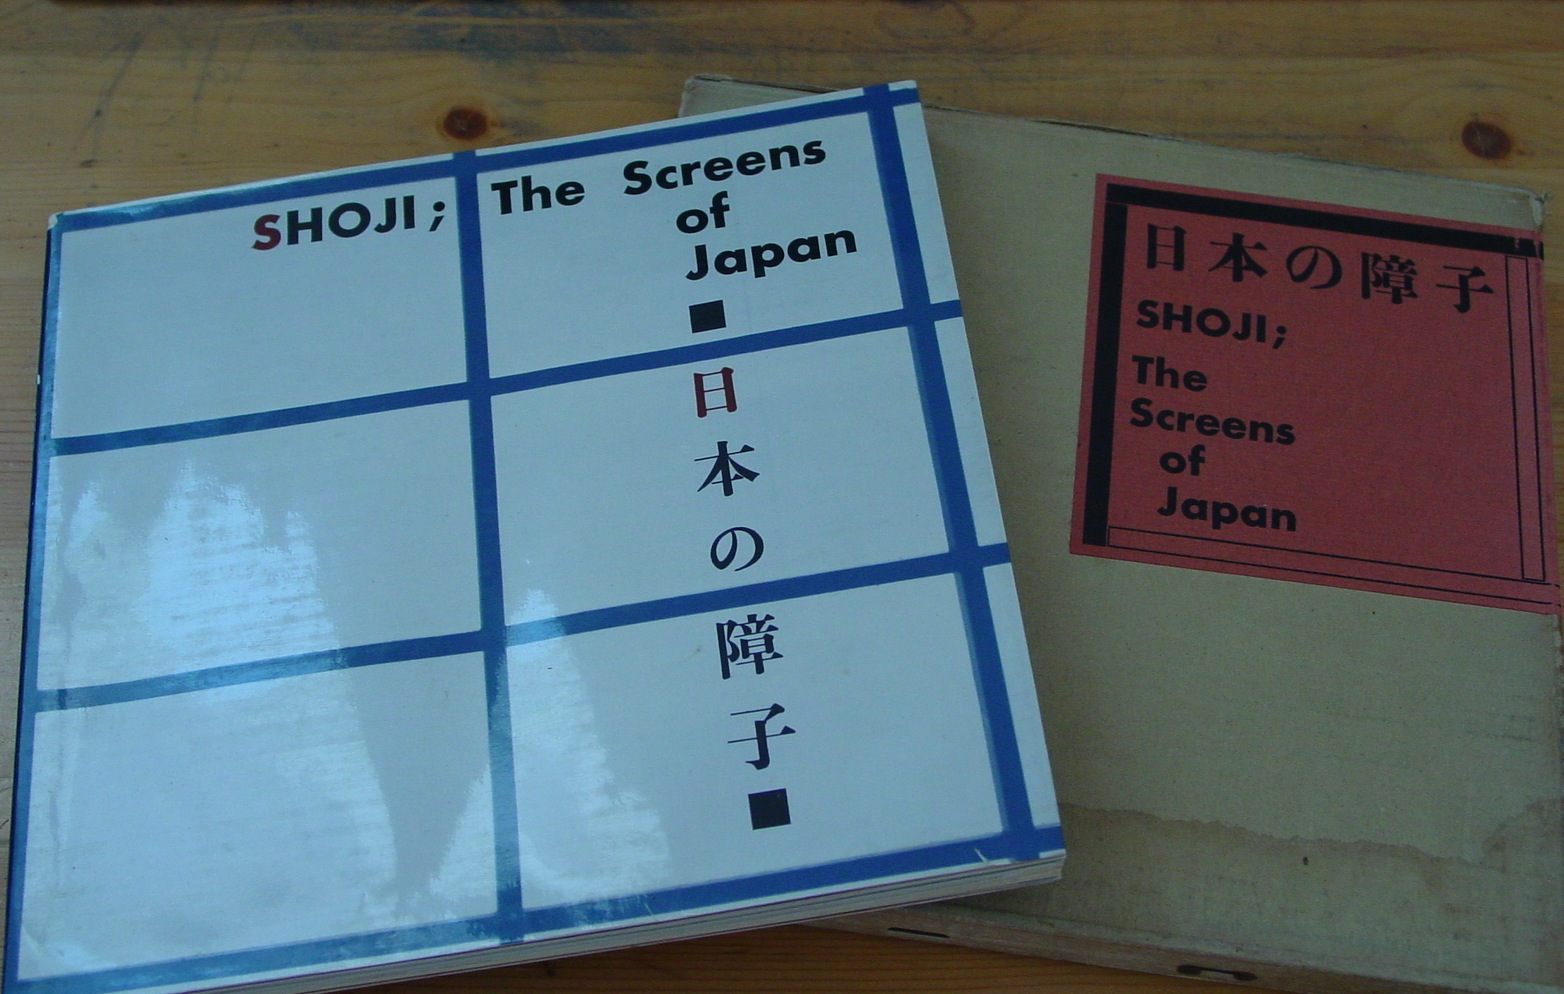 SHOJI; The Screens
of
Japan
日本の障子
日本の障子
SHOJI;
The
Screens
of
Japan